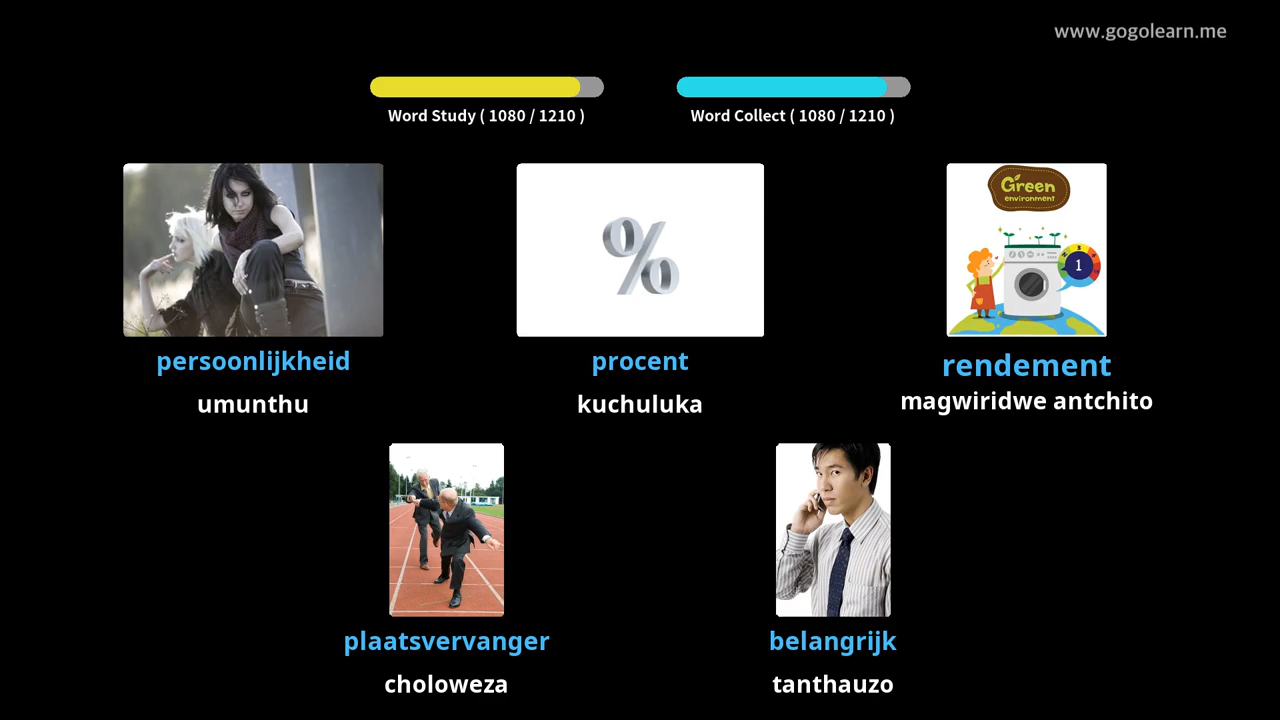 www.gogolearn.me
Word Study ( 1080 / 1210 )
Word Collect ( 1080 / 1210 )
%
Green
environment
1
persoonlijkheid
umunthu
procent
kuchuluka
rendement
magwiridwe antchito
plaatsvervanger
choloweza
belangrijk
tanthauzo